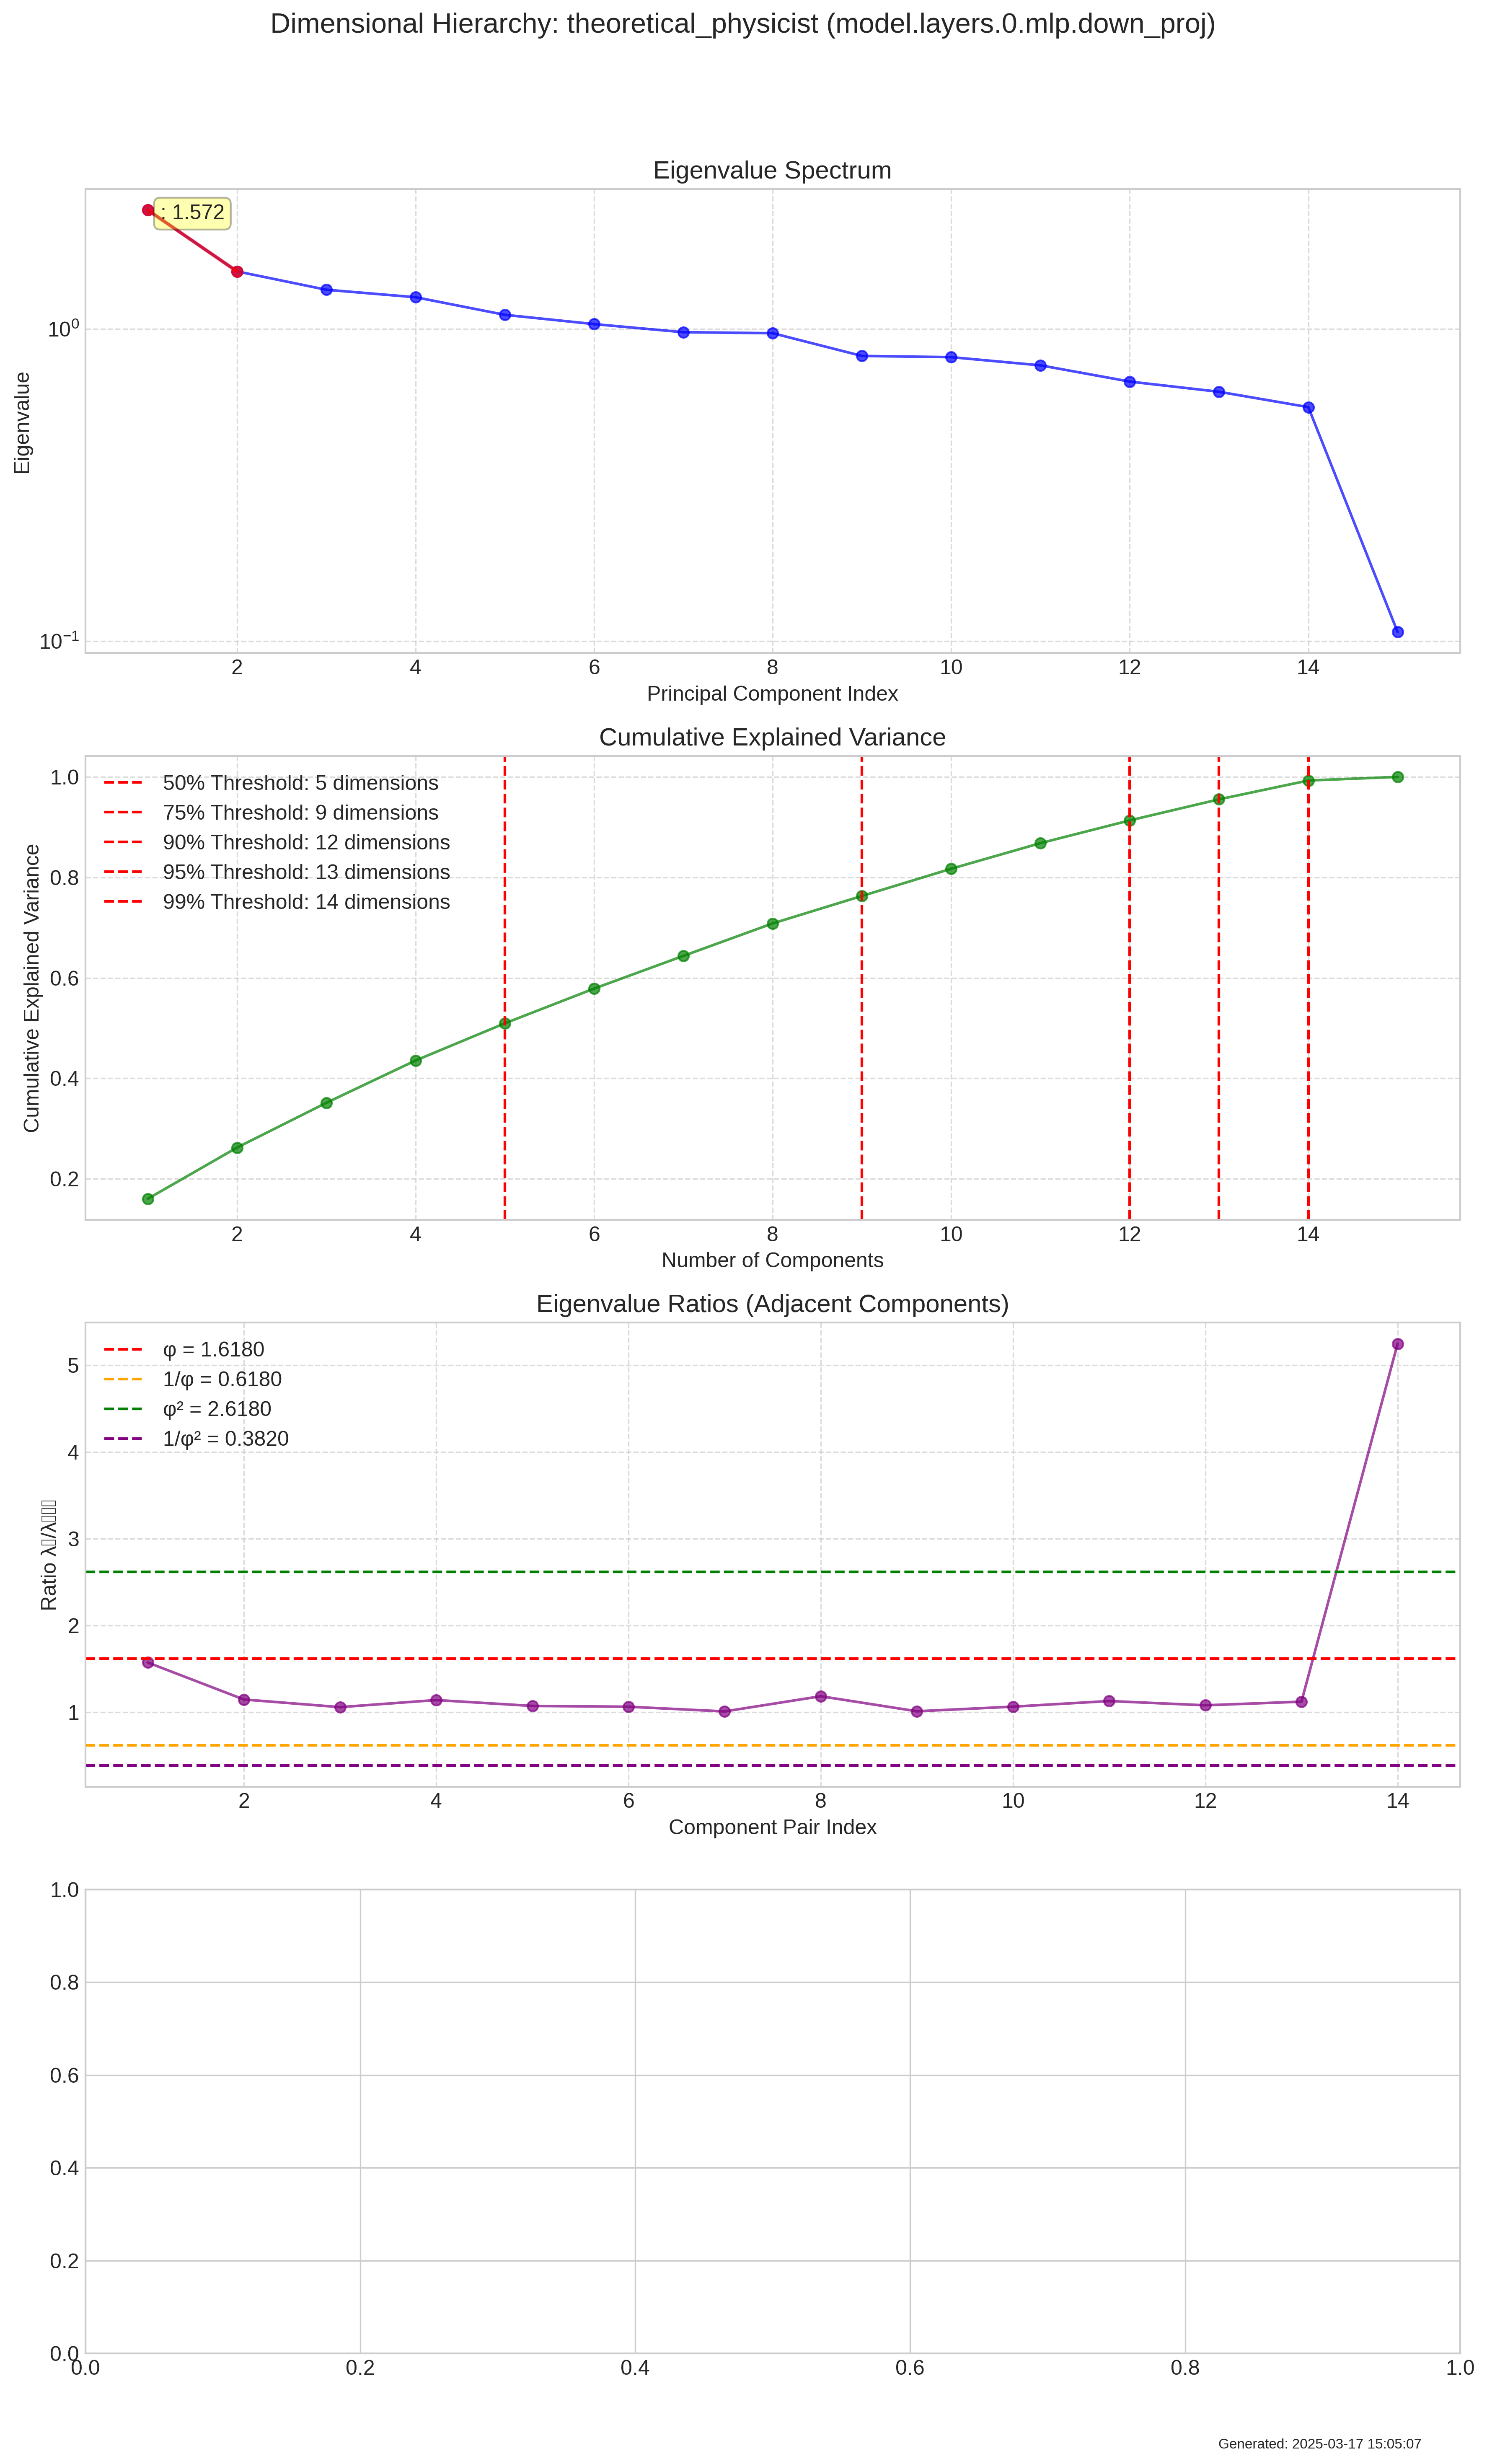 Dimensional Hierarchy: theoretical_physicist (model.layers.0.mlp.down_proj)
Eigenvalue Spectrum
: 1.572
10⁰
10⁻¹
Eigenvalue
2 4 6 8 10 12 14
Principal Component Index
Cumulative Explained Variance
50% Threshold: 5 dimensions
75% Threshold: 9 dimensions
90% Threshold: 12 dimensions
95% Threshold: 13 dimensions
99% Threshold: 14 dimensions
1.0
0.8
0.6
0.4
0.2
Cumulative Explained Variance
2 4 6 8 10 12 14
Number of Components
Eigenvalue Ratios (Adjacent Components)
φ = 1.6180
1/φ = 0.6180
φ² = 2.6180
1/φ² = 0.3820
5
4
3
2
1
Ratio λ▯/λ▯▯▯
2 4 6 8 10 12 14
Component Pair Index
1.0
0.8
0.6
0.4
0.2
0.0
0.0 0.2 0.4 0.6 0.8 1.0
Generated: 2025-03-17 15:05:07